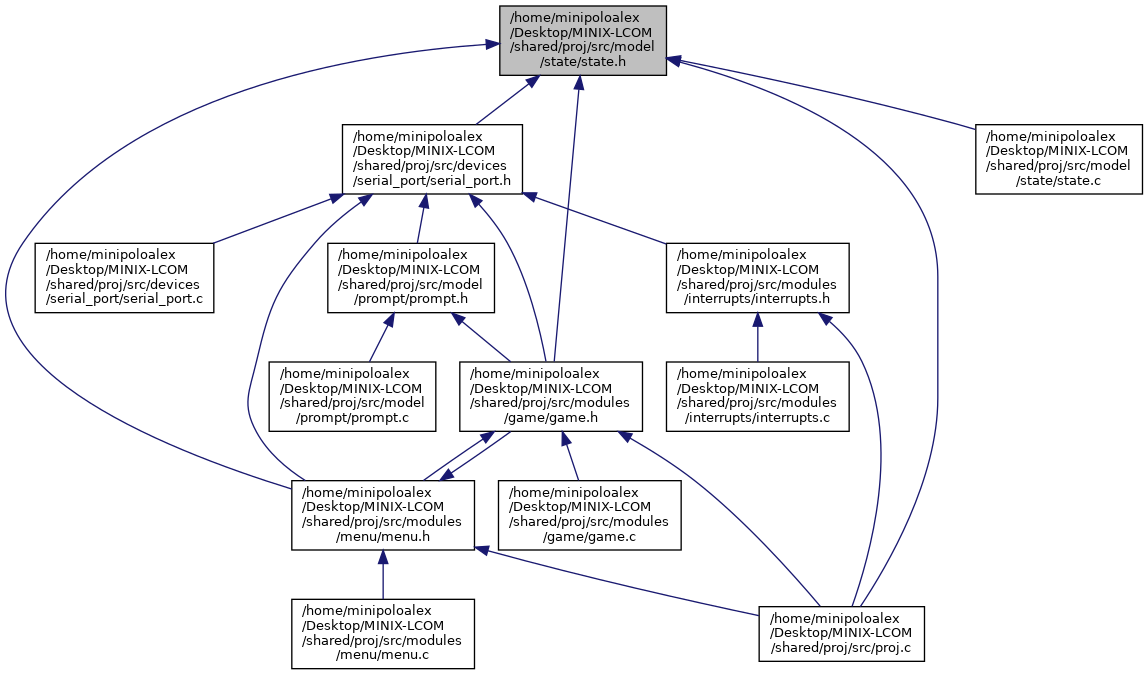 /home/minipoloalex
/Desktop/MINIX-LCOM
/shared/proj/src/model
/state/state.h
/home/minipoloalex
/Desktop/MINIX-LCOM
/shared/proj/src/devices
/serial_port/serial_port.h
/home/minipoloalex
/Desktop/MINIX-LCOM
/shared/proj/src/model
/state/state.c
/home/minipoloalex
/Desktop/MINIX-LCOM
/shared/proj/src/devices
/serial_port/serial_port.c
/home/minipoloalex
/Desktop/MINIX-LCOM
/shared/proj/src/model
/prompt/prompt.h
/home/minipoloalex
/Desktop/MINIX-LCOM
/shared/proj/src/modules
/interrupts/interrupts.h
/home/minipoloalex
/Desktop/MINIX-LCOM
/shared/proj/src/model
/prompt/prompt.c
/home/minipoloalex
/Desktop/MINIX-LCOM
/shared/proj/src/modules
/game/game.h
/home/minipoloalex
/Desktop/MINIX-LCOM
/shared/proj/src/modules
/interrupts/interrupts.c
/home/minipoloalex
/Desktop/MINIX-LCOM
/shared/proj/src/modules
/menu/menu.h
/home/minipoloalex
/Desktop/MINIX-LCOM
/shared/proj/src/modules
/game/game.c
/home/minipoloalex
/Desktop/MINIX-LCOM
/shared/proj/src/modules
/menu/menu.c
/home/minipoloalex
/Desktop/MINIX-LCOM
/shared/proj/src/proj.c